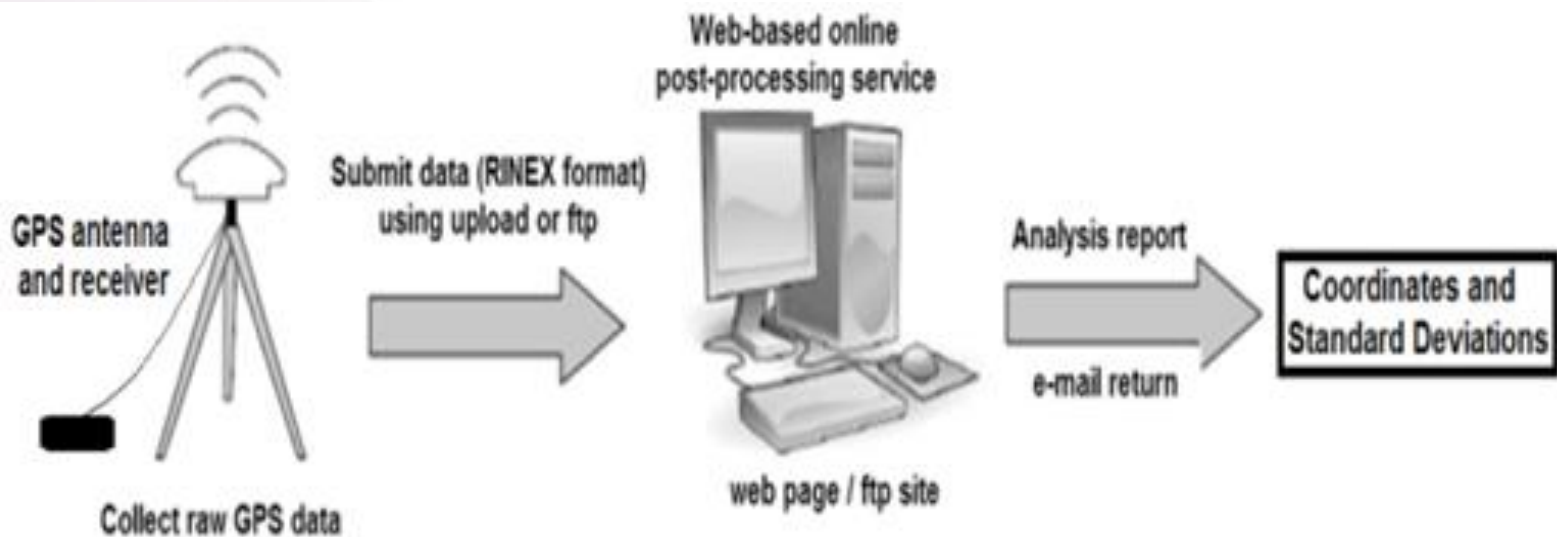 GPS antenna
and receiver
Collect raw GPS data
Submit data (RINEX format)
using upload or ftp
Web-based online
post-processing service
web page / ftp site
Analysis report
e-mail return
Coordinates and
Standard Deviations